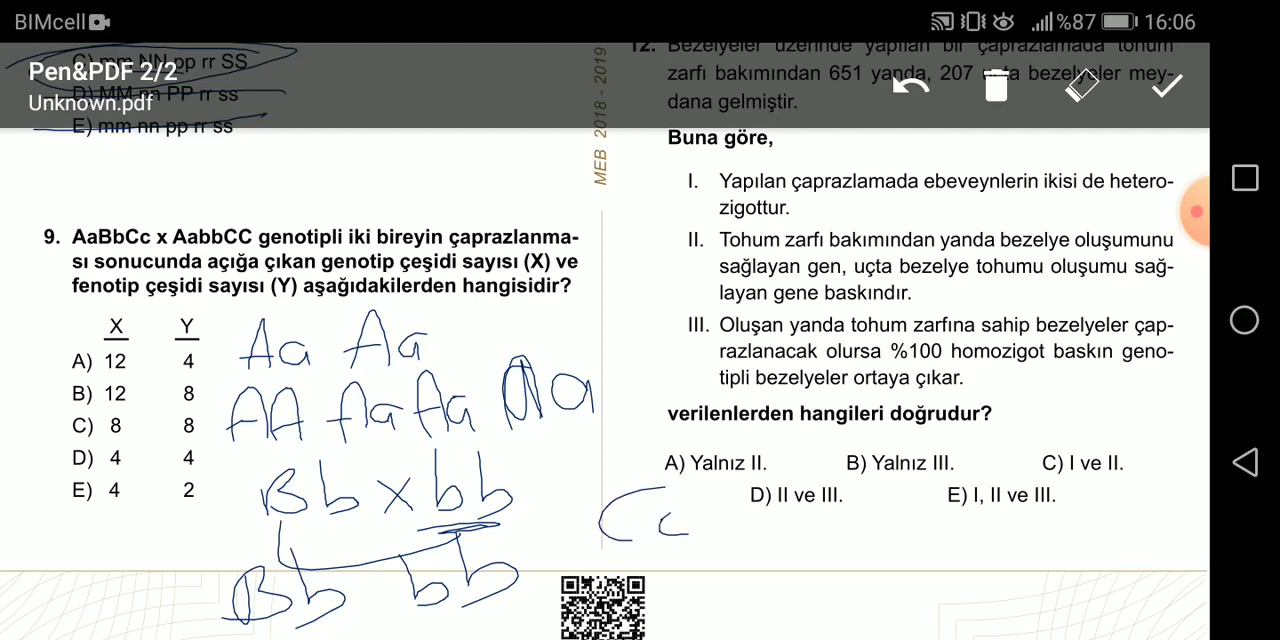 BIMcell
%87
16:06
C) mm NN pp rr SS
Pen&PDF 2/2
D) MM nn PP rr ss
Unknown.pdf
E) mm nn pp rr ss
MEB 2018 - 2019
9. AaBbCc x AabbCC genotipli iki bireyin çaprazlanma-
sı sonucunda açığa çıkan genotip çeşidi sayısı (X) ve
fenotip çeşidi sayısı (Y) aşağıdakilerden hangisidir?
X Y
A) 12 4
B) 12 8
C) 8 8
D) 4 4
E) 4 2
Aa Aa
AA Aa Aa aa
Bb x bb
Bb bb
Cc
12. Bezelyeler üzerinde yapılan bir çaprazlamada tohum
zarfı bakımından 651 yanda, 207 uçta bezelyeler mey-
dana gelmiştir.
Buna göre,
I. Yapılan çaprazlamada ebeveynlerin ikisi de hetero-
zigottur.
II. Tohum zarfı bakımından yanda bezelye oluşumunu
sağlayan gen, uçta bezelye tohumu oluşumu sağ-
layan gene baskındır.
III. Oluşan yanda tohum zarfına sahip bezelyeler çap-
razlanacak olursa %100 homozigot baskın geno-
tipli bezelyeler ortaya çıkar.
verilenlerden hangileri doğrudur?
A) Yalnız II. B) Yalnız III. C) I ve II.
D) II ve III. E) I, II ve III.